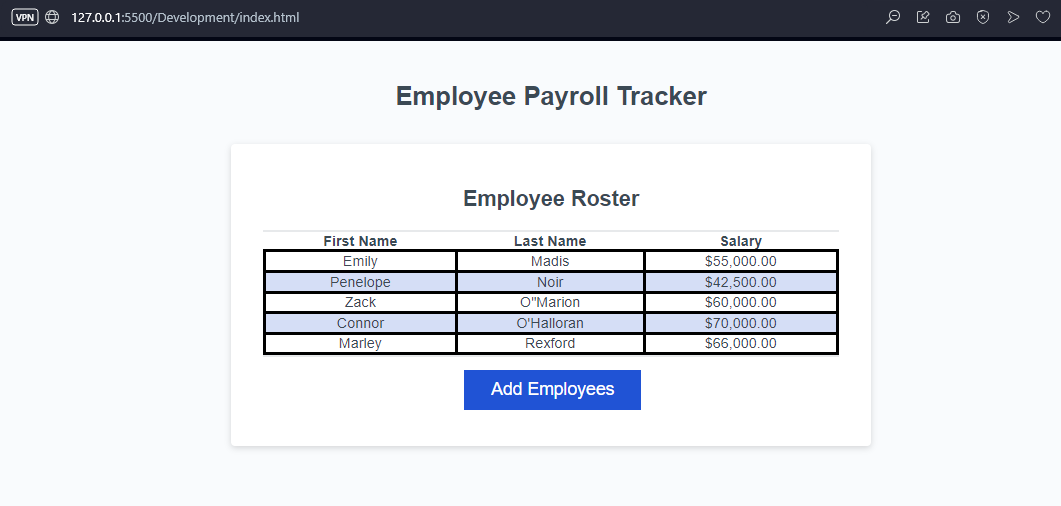 VPN 127.0.0.1:5500/Development/index.html
Employee Payroll Tracker
Employee Roster
First Name Last Name Salary
Emily Madis $55,000.00
Penelope Noir $42,500.00
Zack O"Marion $60,000.00
Connor O'Halloran $70,000.00
Marley Rexford $66,000.00
Add Employees